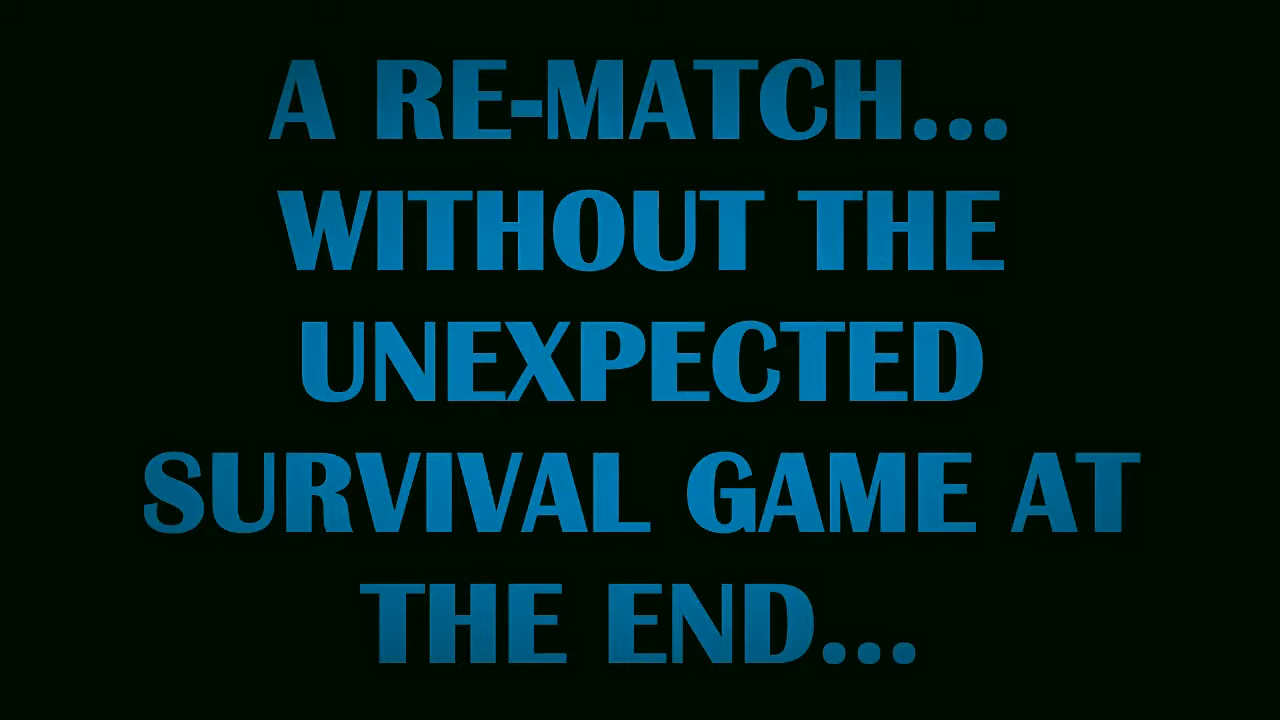 A RE-MATCH...
WITHOUT THE
UNEXPECTED
SURVIVAL GAME AT
THE END...